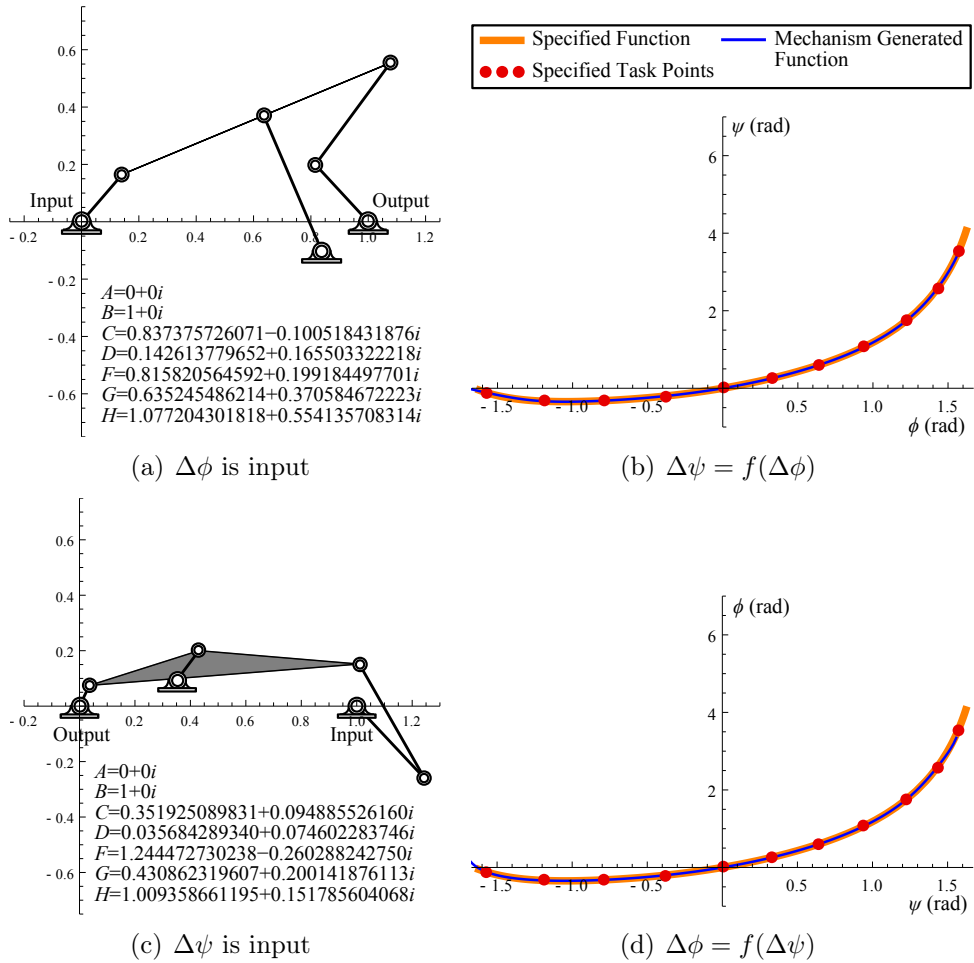 0.6
0.4
0.2
Input
Output
- 0.2
0.2
0.4
0.6
0.8
1.0
1.2
- 0.2
- 0.4
- 0.6
A=0+0i
B=1+0i
C=0.837375726071−0.100518431876i
D=0.142613779652+0.165503322218i
F=0.815820564592+0.199184497701i
G=0.635245486214+0.370584672223i
H=1.077204301818+0.554135708314i
(a) Δϕ is input
Specified Function
Mechanism Generated
Function
Specified Task Points
ψ (rad)
6
4
2
-1.5
-1.0
-0.5
0.5
1.0
1.5
ϕ (rad)
(b) Δψ = f(Δϕ)
0.6
0.4
0.2
- 0.2
0.2
0.4
0.6
0.8
1.0
1.2
Output
Input
- 0.6
A=0+0i
B=1+0i
C=0.351925089831+0.094885526160i
D=0.035684289340+0.074602283746i
F=1.244472730238−0.260288242750i
G=0.430862319607+0.200141876113i
H=1.009358661195+0.151785604068i
(c) Δψ is input
ϕ (rad)
6
4
2
-1.5
-1.0
-0.5
0.5
1.0
1.5
ψ (rad)
(d) Δϕ = f(Δψ)